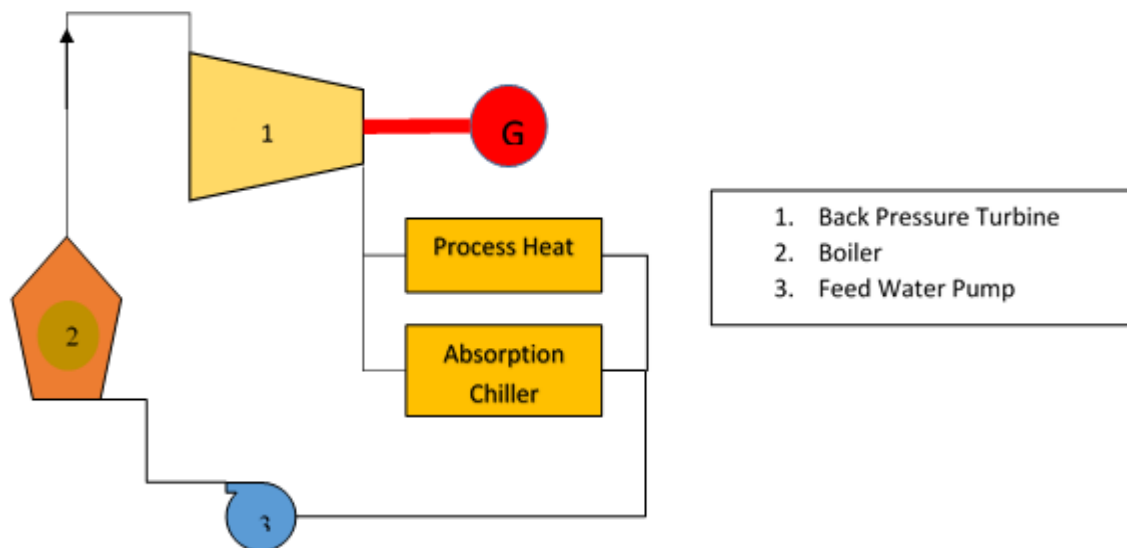 1
G
Process Heat
Absorption
Chiller
2
3
1. Back Pressure Turbine
2. Boiler
3. Feed Water Pump